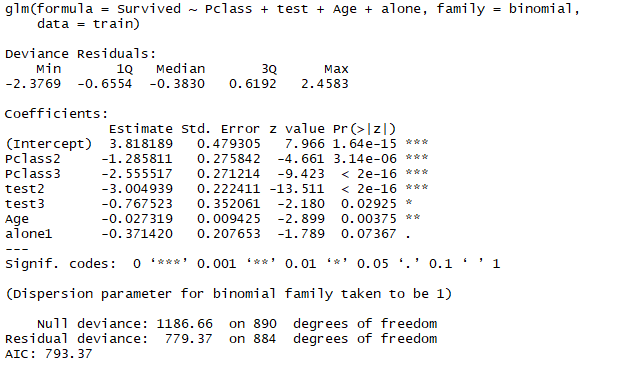 glm(formula = Survived ~ Pclass + test + Age + alone, family = binomial,
    data = train)
Deviance Residuals:
    Min       1Q   Median       3Q      Max
-2.3769  -0.6554  -0.3830   0.6192   2.4583
Coefficients:
             Estimate Std. Error z value Pr(>|z|)
(Intercept)  3.818189   0.479305   7.966 1.64e-15 ***
Pclass2     -1.285811   0.275842  -4.661 3.14e-06 ***
Pclass3     -2.555517   0.271214  -9.423  < 2e-16 ***
test2       -3.004939   0.222411 -13.511  < 2e-16 ***
test3       -0.767523   0.352061  -2.180  0.02925 *
Age         -0.027319   0.009425  -2.899  0.00375 **
alone1      -0.371420   0.207653  -1.789  0.07367 .
---
Signif. codes:  0 ‘***’ 0.001 ‘**’ 0.01 ‘*’ 0.05 ‘.’ 0.1 ‘ ’ 1
(Dispersion parameter for binomial family taken to be 1)
    Null deviance: 1186.66  on 890  degrees of freedom
Residual deviance:  779.37  on 884  degrees of freedom
AIC: 793.37